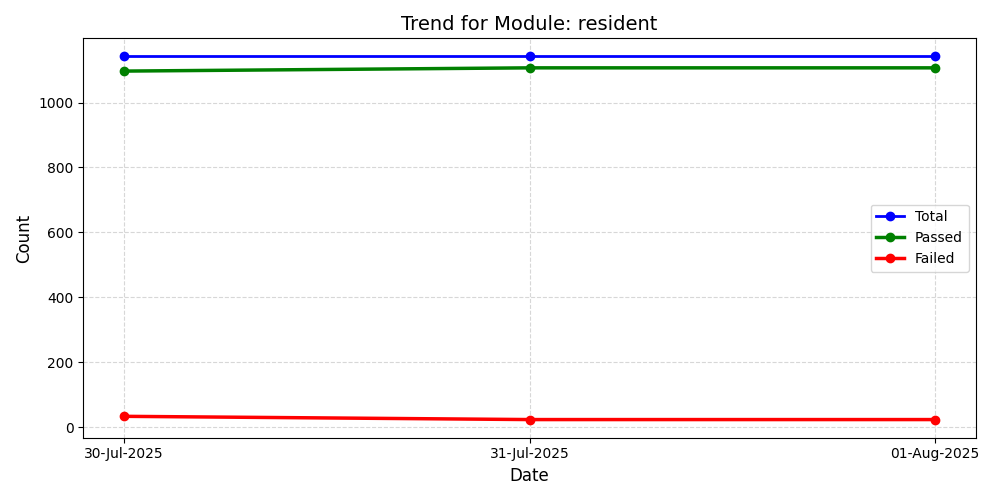 Trend for Module: resident
Count
1000
800
600
400
200
0
Total
Passed
Failed
30-Jul-2025
31-Jul-2025
01-Aug-2025
Date